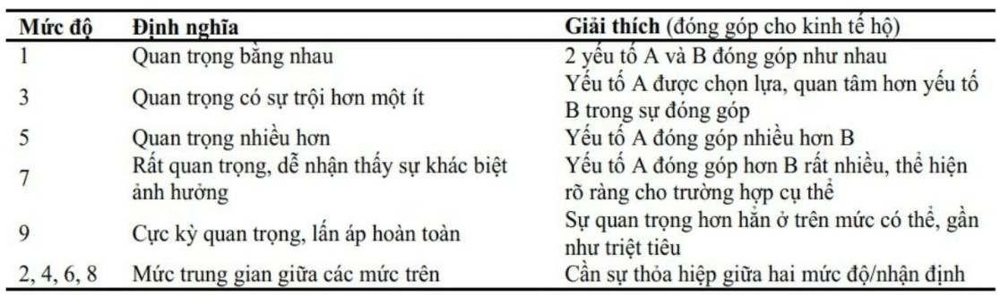 Mức độ Định nghĩa Giải thích (đóng góp cho kinh tế hộ)
1 Quan trọng bằng nhau 2 yếu tố A và B đóng góp như nhau
3 Quan trọng có sự trội hơn một ít Yếu tố A được chọn lựa, quan tâm hơn yếu tố
B trong sự đóng góp
5 Quan trọng nhiều hơn Yếu tố A đóng góp nhiều hơn B
7 Rất quan trọng, dễ nhận thấy sự khác biệt Yếu tố A đóng góp hơn B rất nhiều, thể hiện
ảnh hưởng rõ ràng cho trường hợp cụ thể
9 Cực kỳ quan trọng, lấn áp hoàn toàn Sự quan trọng hơn hẳn ở trên mức có thể, gần
như triệt tiêu
2, 4, 6, 8 Mức trung gian giữa các mức trên Cần sự thỏa hiệp giữa hai mức độ/nhận định